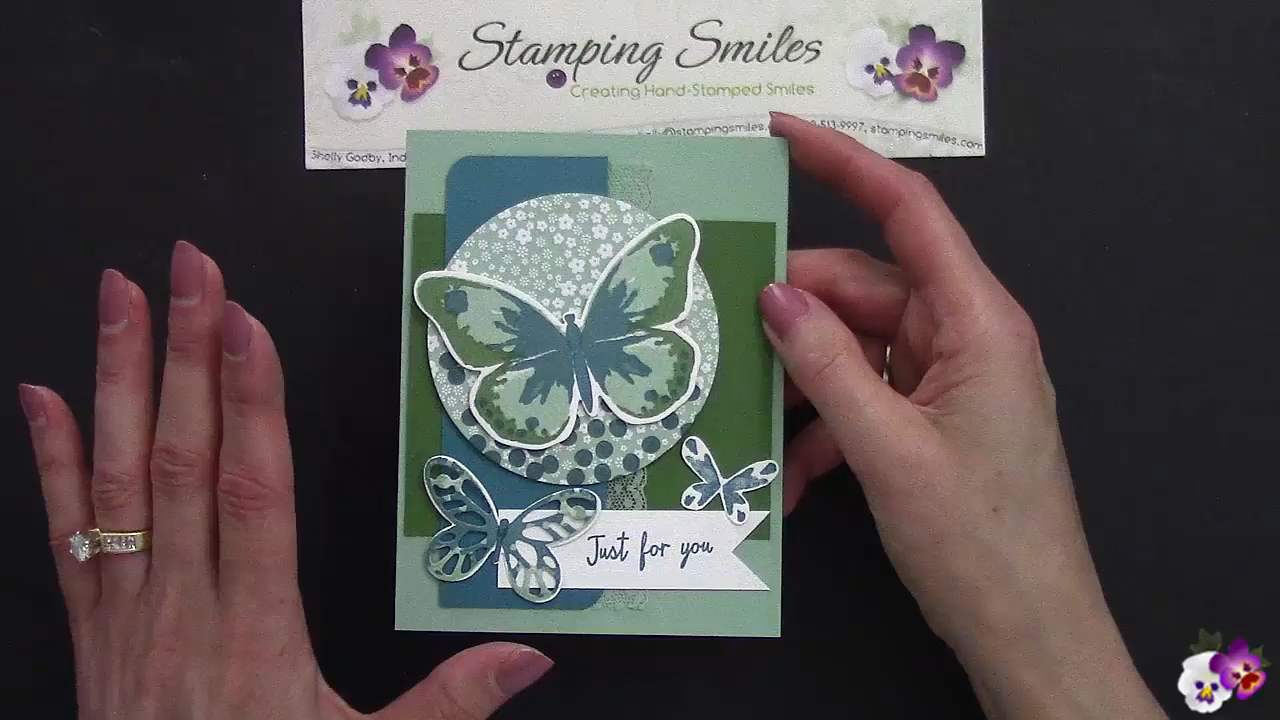 Stamping Smiles
Creating Hand-Stamped Smiles
@stampingsmiles. 513-9997, stampingsmiles.com
Shelly Godby, Ind
Just for you